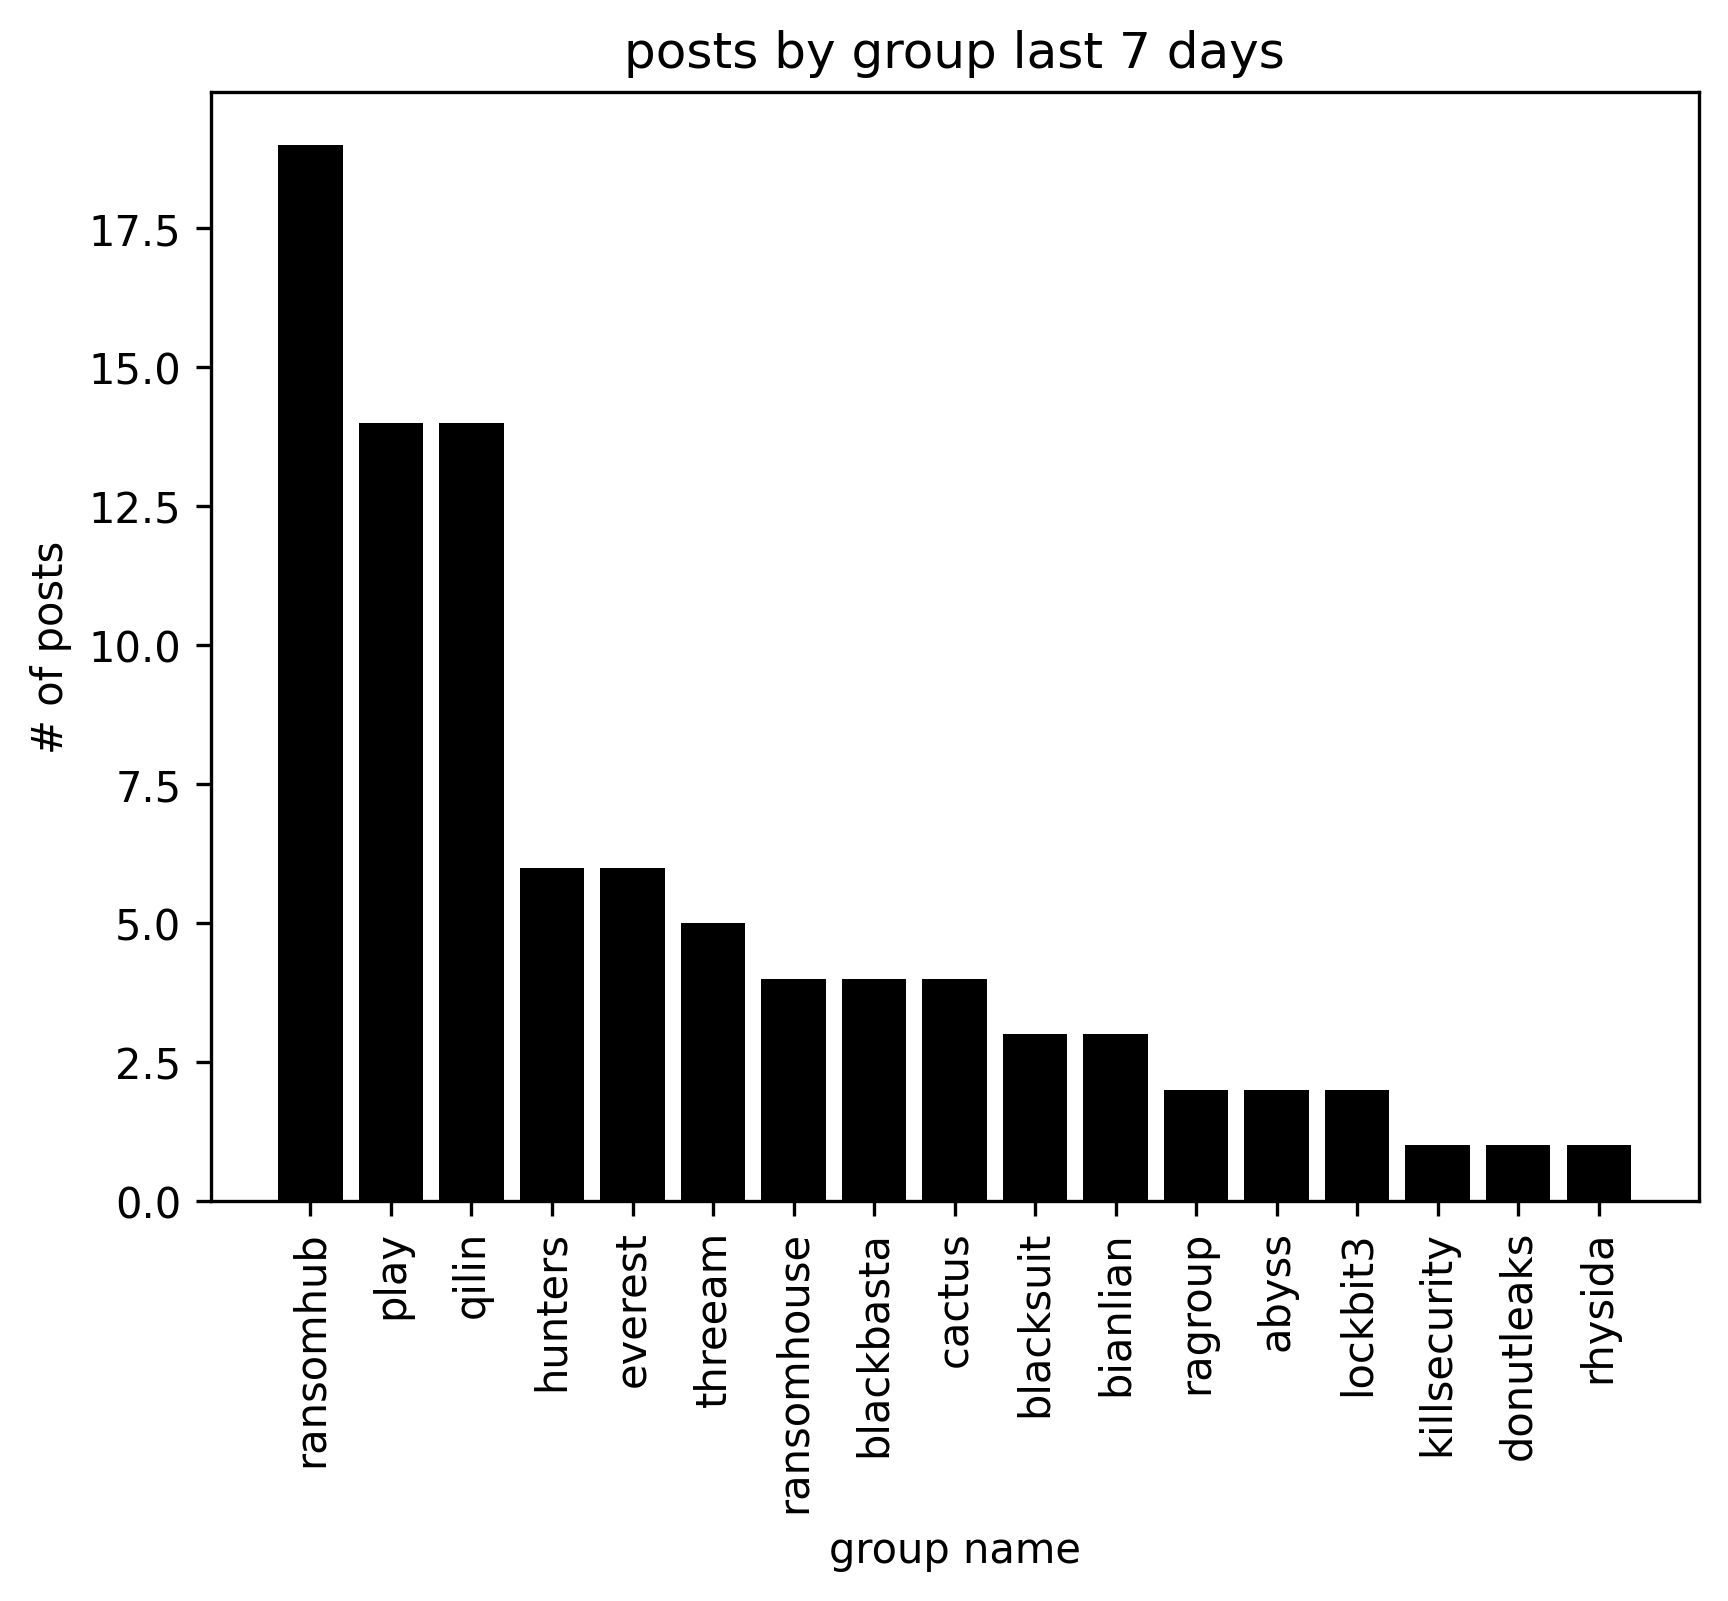 posts by group last 7 days
# of posts
17.5
15.0
12.5
10.0
7.5
5.0
2.5
0.0
ransomhub
play
qilin
hunters
everest
threeam
ransomhouse
blackbasta
cactus
blacksuit
bianlian
ragroup
abyss
lockbit3
killsecurity
donutleaks
rhysida
group name